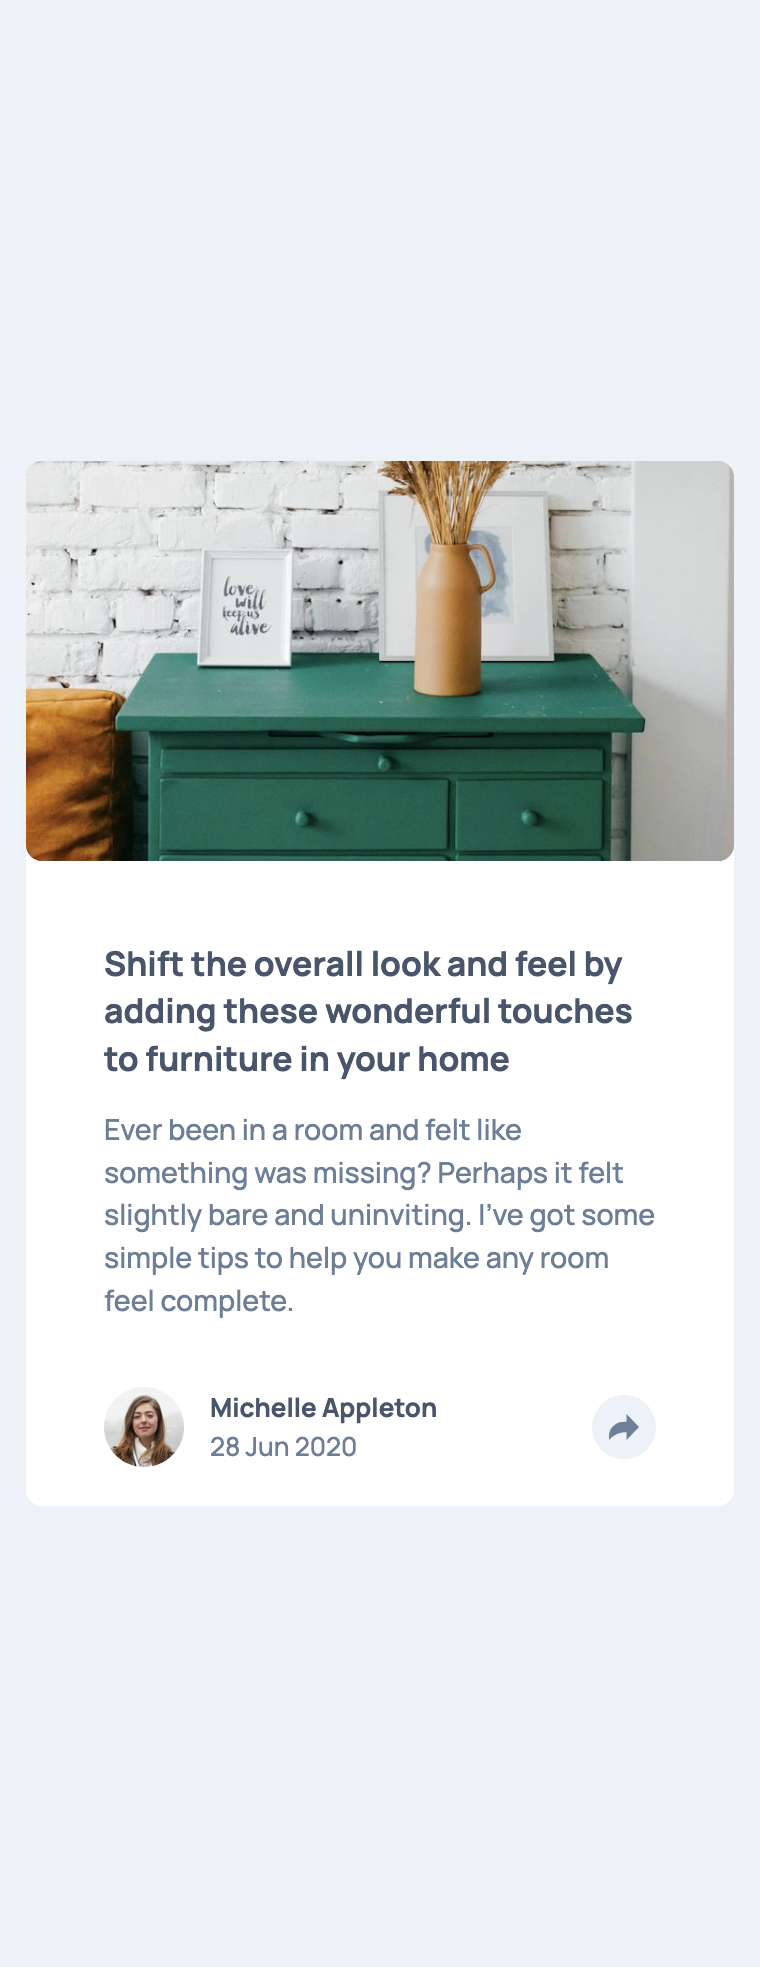 love
will
keep us
alive
Shift the overall look and feel by
adding these wonderful touches
to furniture in your home
Ever been in a room and felt like
something was missing? Perhaps it felt
slightly bare and uninviting. I’ve got some
simple tips to help you make any room
feel complete.
Michelle Appleton
28 Jun 2020